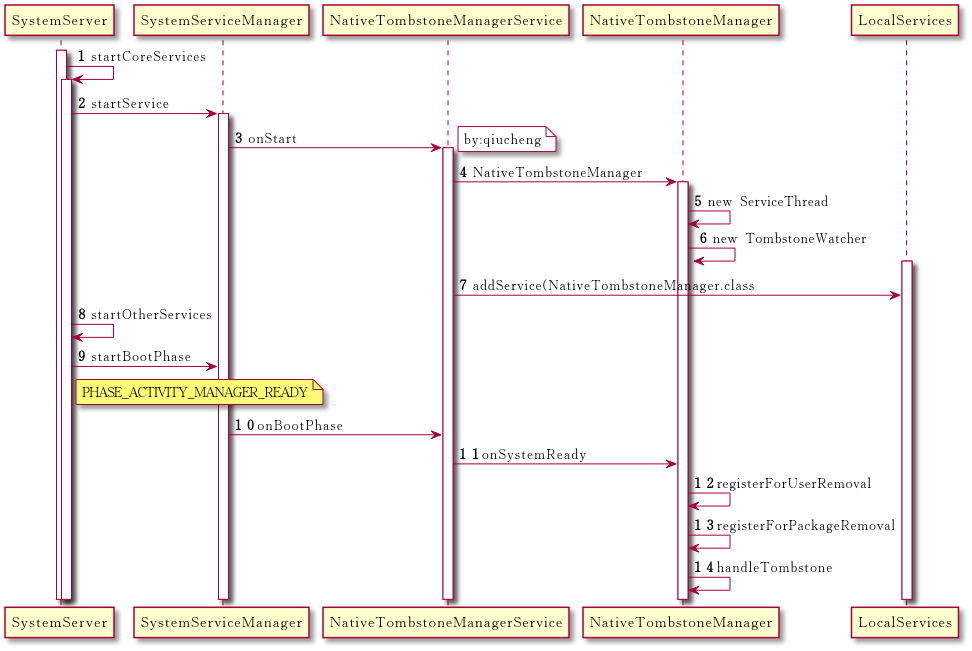 SystemServer SystemServiceManager NativeTombstoneManagerService NativeTombstoneManager LocalServices
1 startCoreServices
2 startService
3 onStart
by:qiucheng
4 NativeTombstoneManager
5 new ServiceThread
6 new TombstoneWatcher
7 addService(NativeTombstoneManager.class
8 startOtherServices
9 startBootPhase
PHASE_ACTIVITY_MANAGER_READY
10 onBootPhase
11 onSystemReady
12 registerForUserRemoval
13 registerForPackageRemoval
14 handleTombstone
SystemServer SystemServiceManager NativeTombstoneManagerService NativeTombstoneManager LocalServices